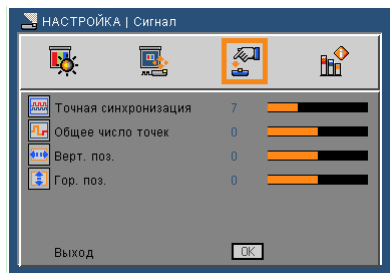 НАСТРОЙКА | Сигнал
Точная синхронизация 7
Общее число точек 0
Верт. поз. 0
Гор. поз. 0
Выход OK